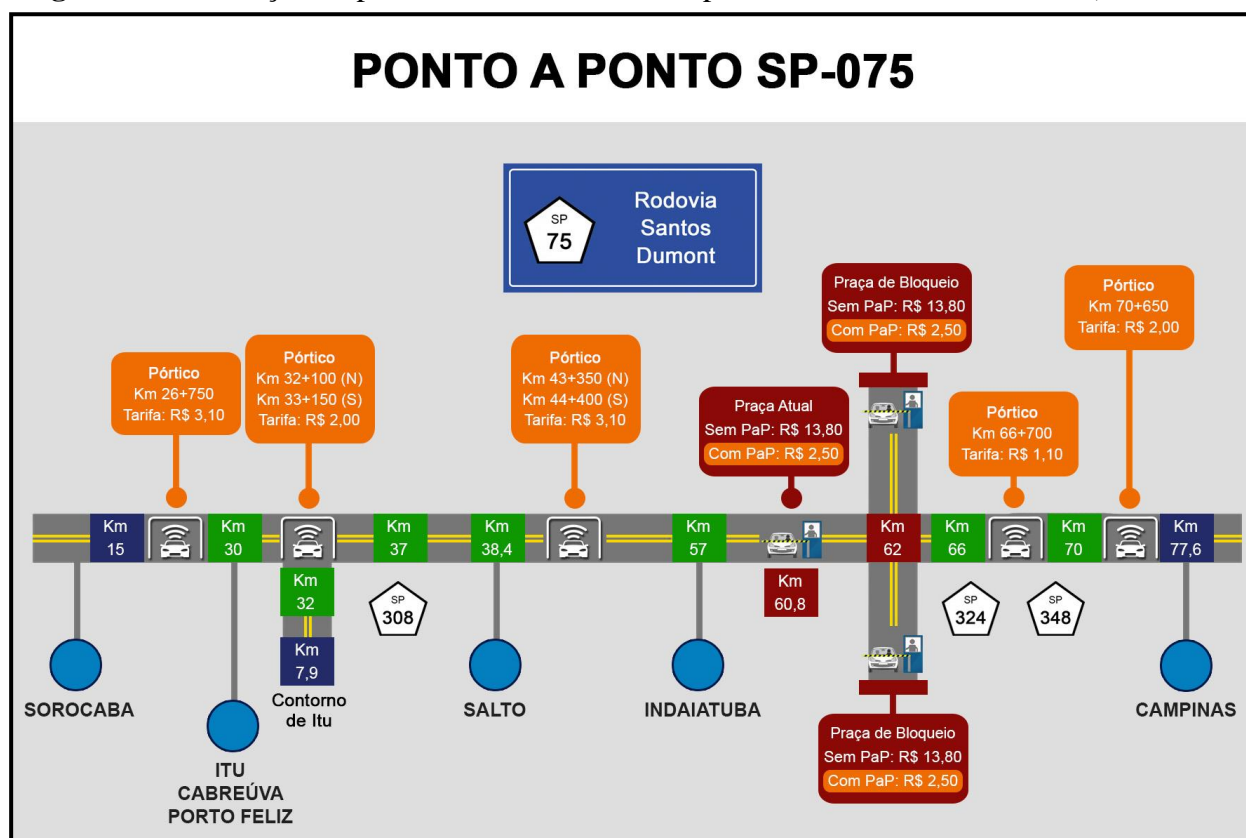 PONTO A PONTO SP-075
SP
75
Rodovia
Santos
Dumont
Pórtico
Km 26+750
Tarifa: R$ 3,10
Pórtico
Km 32+100 (N)
Km 33+150 (S)
Tarifa: R$ 2,00
Pórtico
Km 43+350 (N)
Km 44+400 (S)
Tarifa: R$ 3,10
Praça Atual
Sem PaP: R$ 13,80
Com PaP: R$ 2,50
Praça de Bloqueio
Sem PaP: R$ 13,80
Com PaP: R$ 2,50
Pórtico
Km 66+700
Tarifa: R$ 1,10
Pórtico
Km 70+650
Tarifa: R$ 2,00
Km
15
Km
30
Km
37
Km
38,4
Km
57
Km
62
Km
66
Km
70
Km
77,6
Km
32
Km
7,9
Contorno
de Itu
SP
308
Km
60,8
SP
324
SP
348
SOROCABA
ITU
CABREÚVA
PORTO FELIZ
SALTO
INDAIATUBA
Praça de Bloqueio
Sem PaP: R$ 13,80
Com PaP: R$ 2,50
CAMPINAS